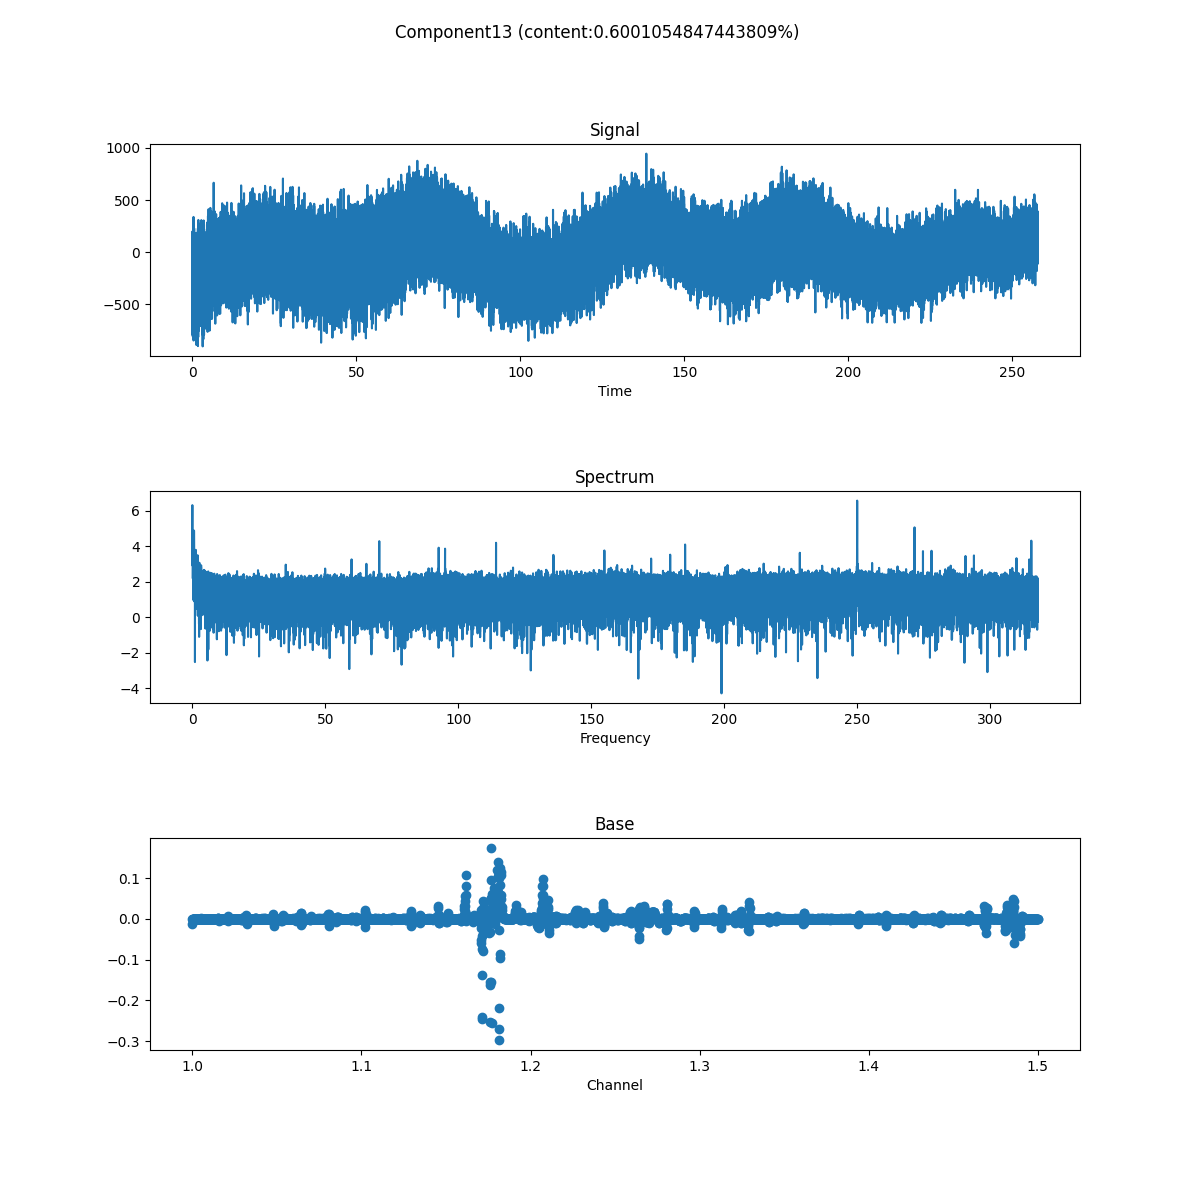 Component13 (content:0.6001054847443809%)
Signal
1000
500
0
−500
0 50 100 150 200 250
Time
Spectrum
6
4
2
0
−2
−4
0 50 100 150 200 250 300
Frequency
Base
0.1
0.0
−0.1
−0.2
−0.3
1.0 1.1 1.2 1.3 1.4 1.5
Channel